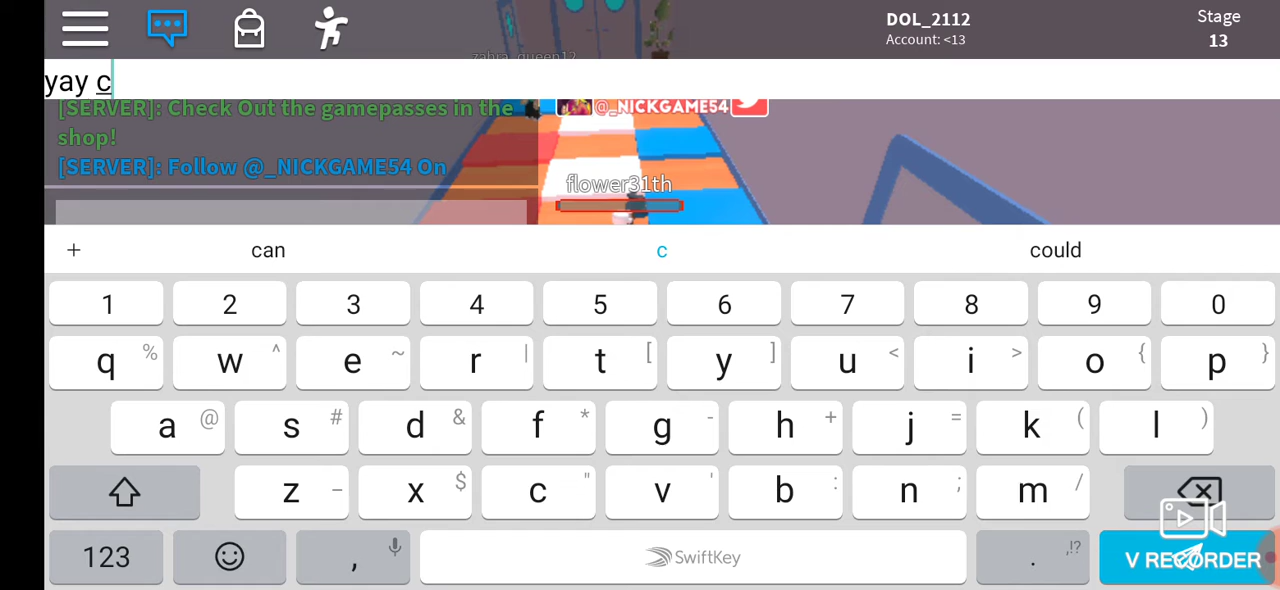 DOL_2112
Account: <13
Stage
13
zahra_queen12
yay c
[SERVER]: Check Out the gamepasses in the
shop!
[SERVER]: Follow @_NICKGAME54 On
@_NICKGAME54
flower31th
+ can c could
1 2 3 4 5 6 7 8 9 0
q % w ^ e ~ r | t [ y ] u < i > o { p }
a @ s # d & f * g - h + j = k ( l )
z _ x $ c " v ' b : n ; m /
123 , SwiftKey . ,!? V RECORDER